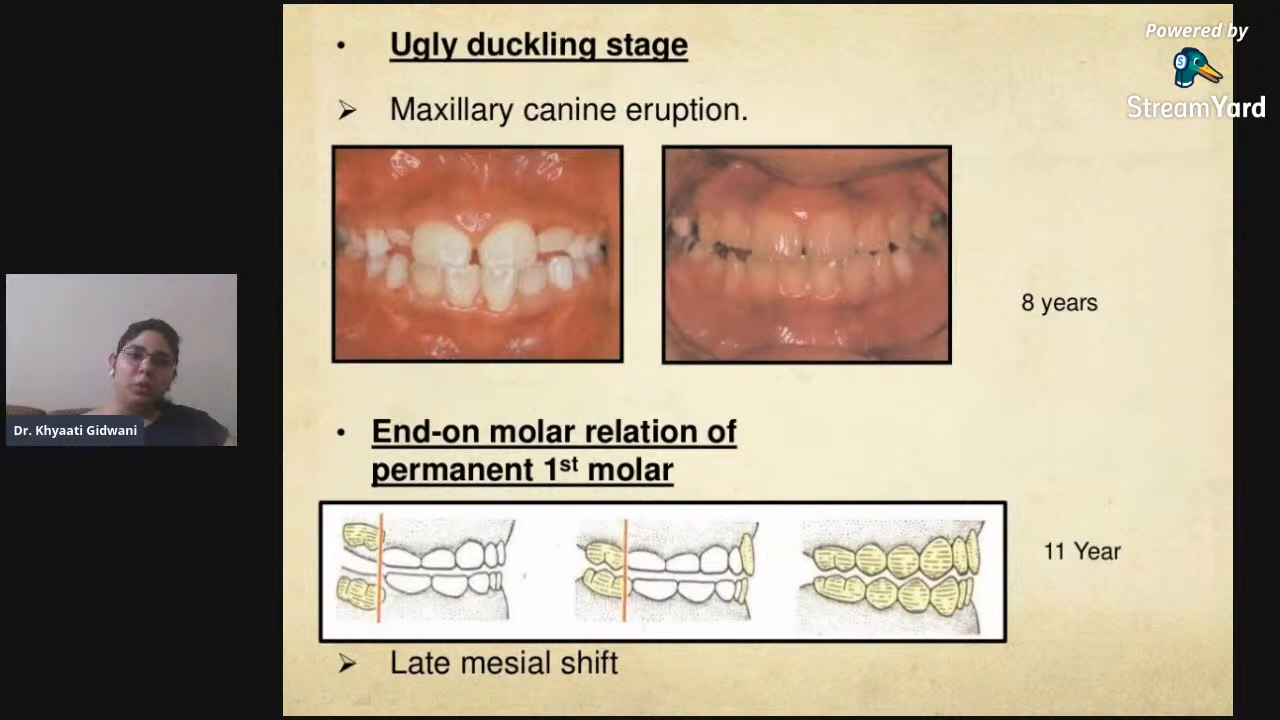 • Ugly duckling stage
➢ Maxillary canine eruption.
8 years
• End-on molar relation of
permanent 1st molar
11 Year
➢ Late mesial shift
Dr. Khyaati Gidwani
Powered by
StreamYard